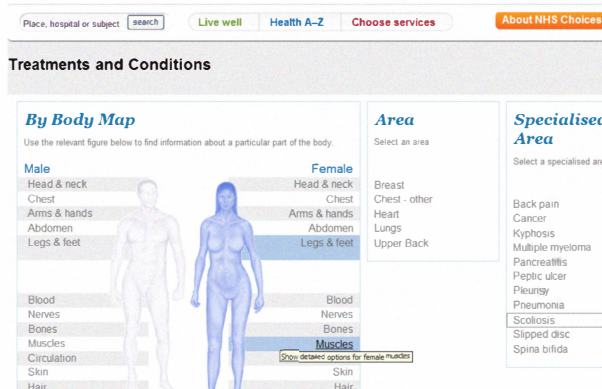 Place, hospital or subject search Live well Health A–Z Choose services About NHS Choices
Treatments and Conditions
By Body Map
Use the relevant figure below to find information about a particular part of the body.
Male Female
Head & neck Head & neck
Chest Chest
Arms & hands Arms & hands
Abdomen Abdomen
Legs & feet Legs & feet
Blood Blood
Nerves Nerves
Bones Bones
Muscles Muscles
Show detailed options for female muscles
Circulation
Skin Skin
Hair Hair
Area
Select an area
Breast
Chest - other
Heart
Lungs
Upper Back
Specialised
Area
Select a specialised are
Back pain
Cancer
Kyphosis
Multiple myeloma
Pancreatitis
Peptic ulcer
Pleurisy
Pneumonia
Scoliosis
Slipped disc
Spina bifida